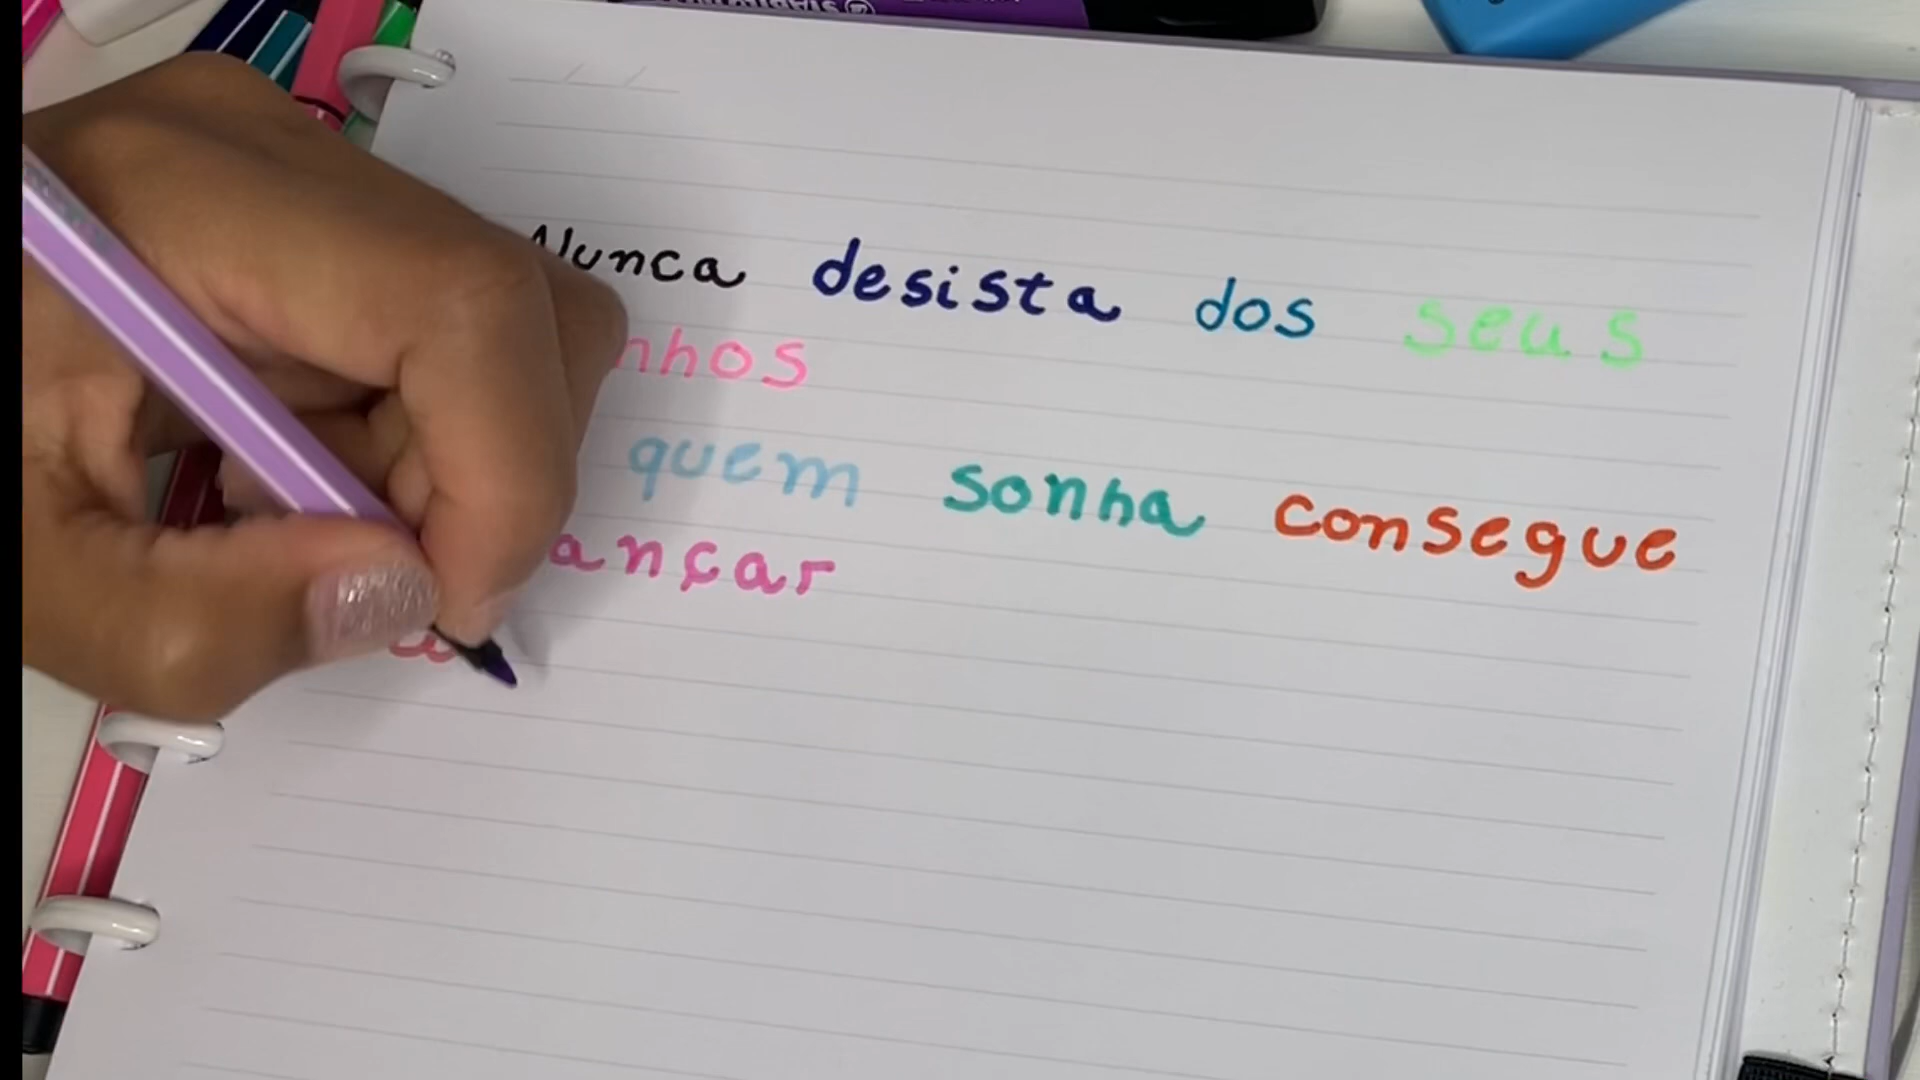 Nunca desista dos seus
nhos
quem sonha consegue
ançar